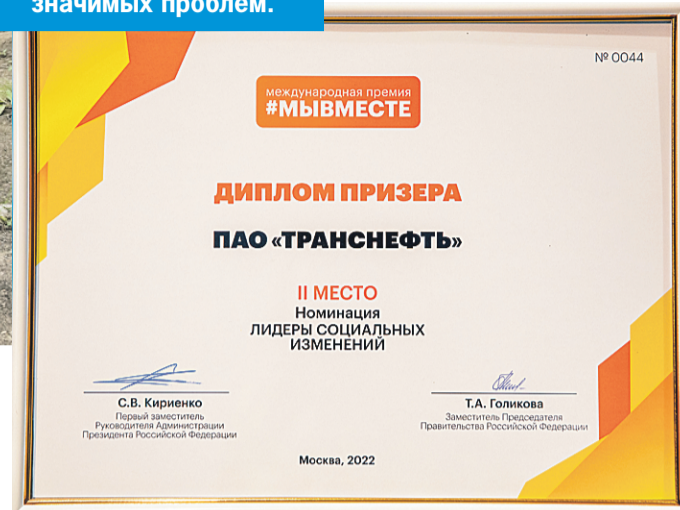 значимых проблем.
№ 0044
международная премия
#МЫВМЕСТЕ
ДИПЛОМ ПРИЗЕРА
ПАО «ТРАНСНЕФТЬ»
II МЕСТО
Номинация
ЛИДЕРЫ СОЦИАЛЬНЫХ
ИЗМЕНЕНИЙ
С.В. Кириенко
Первый заместитель
Руководителя Администрации
Президента Российской Федерации
Т.А. Голикова
Заместитель Председателя
Правительства Российской Федерации
Москва, 2022